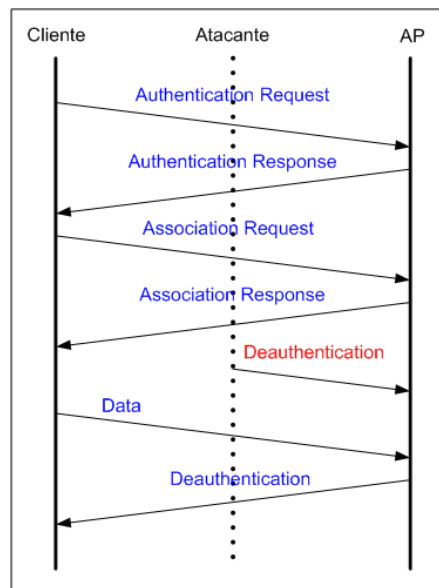 Cliente Atacante AP
Authentication Request
Authentication Response
Association Request
Association Response
Deauthentication
Data
Deauthentication